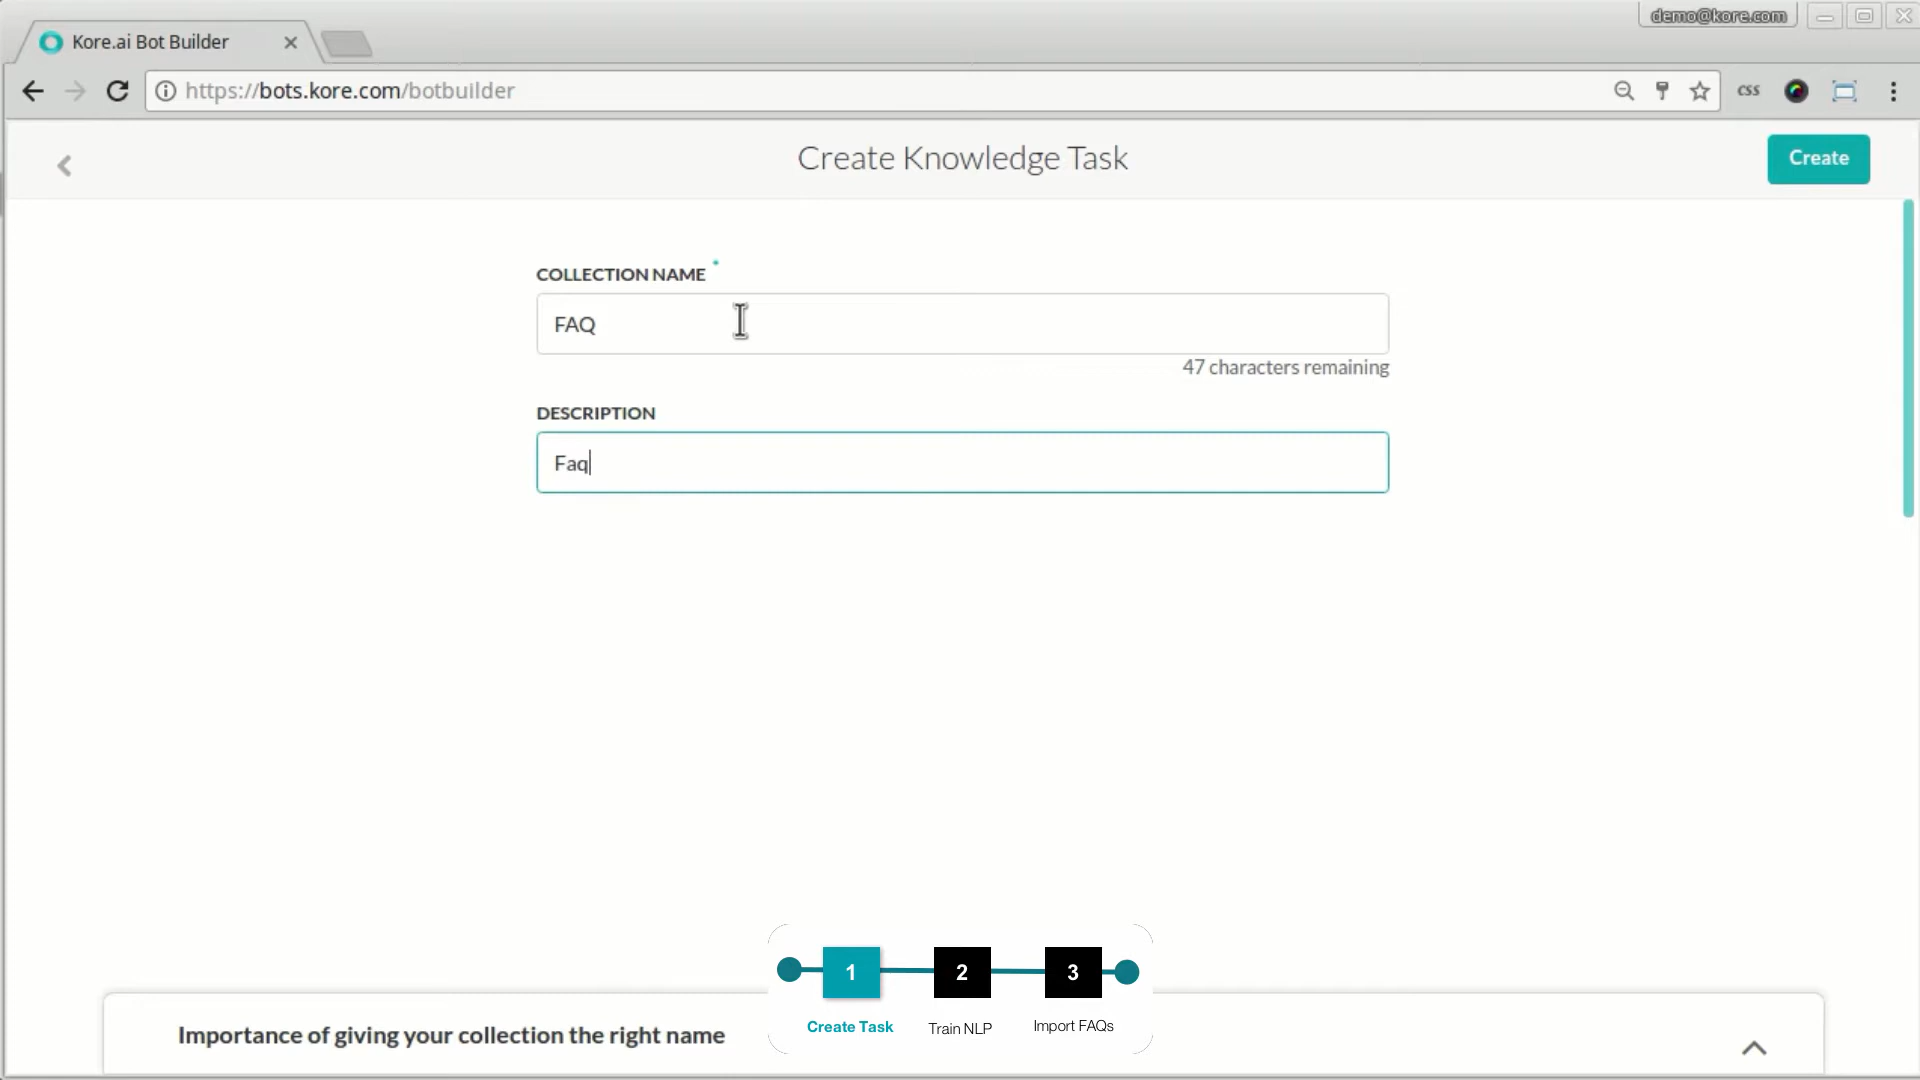 demo@kore.com
Kore.ai Bot Builder
https://bots.kore.com/botbuilder
css
Create Knowledge Task
Create
COLLECTION NAME *
FAQ
47 characters remaining
DESCRIPTION
Faq
1 2 3
Create Task Train NLP Import FAQs
Importance of giving your collection the right name